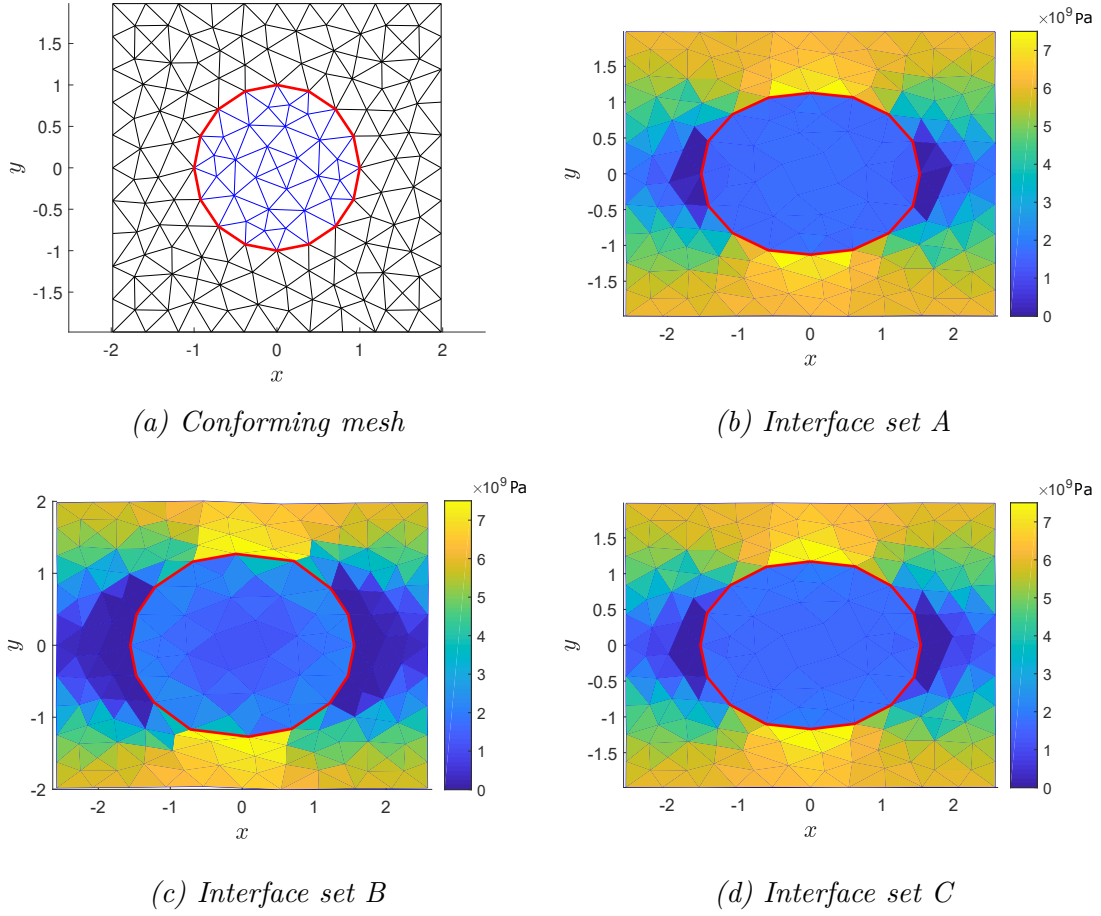 1.5
1
0.5
0
-0.5
-1
-1.5
y
-2 -1 0 1 2
x
(a) Conforming mesh
×10⁹ Pa
1.5
1
0.5
0
-0.5
-1
-1.5
y
-2 -1 0 1 2
x
7
6
5
4
3
2
1
0
(b) Interface set A
×10⁹ Pa
2
1
0
-1
-2
y
-2 -1 0 1 2
x
7
6
5
4
3
2
1
0
(c) Interface set B
×10⁹ Pa
1.5
1
0.5
0
-0.5
-1
-1.5
y
-2 -1 0 1 2
x
7
6
5
4
3
2
1
0
(d) Interface set C